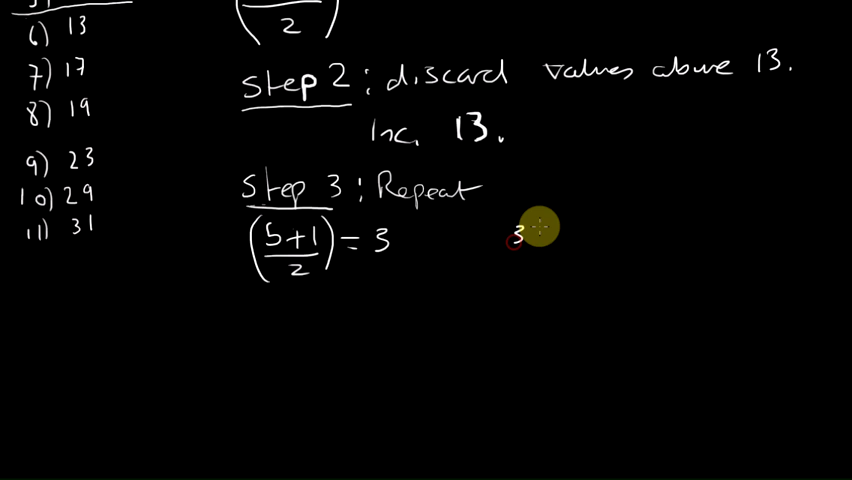 6) 13
7) 17
8) 19
9) 23
10) 29
11) 31
2
Step 2 : discard values above 13.
Inc. 13.
Step 3 : Repeat
(5+1/2) = 3
3